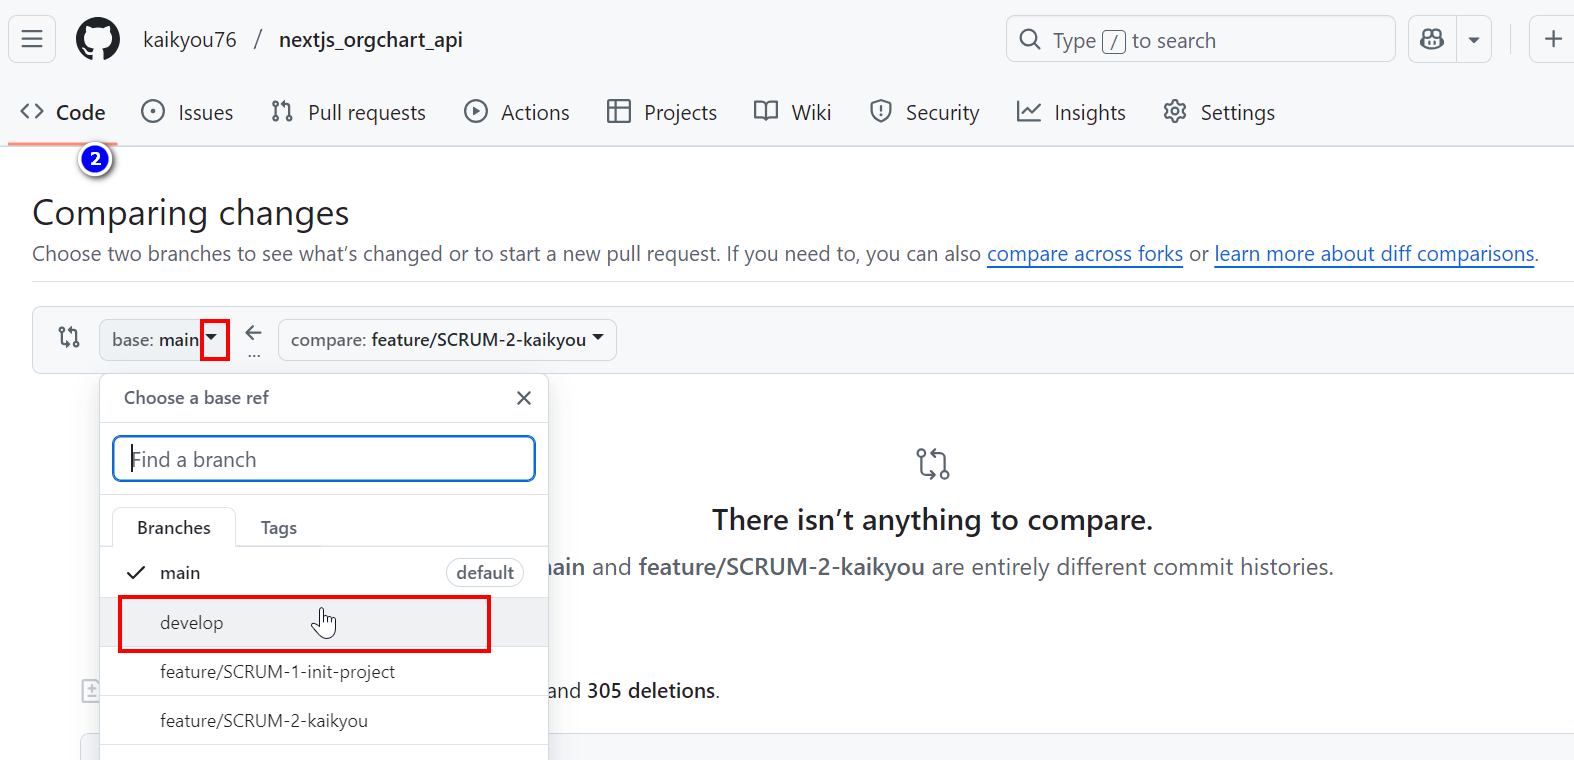 kaikyou76 / nextjs_orgchart_api
Type / to search
Code Issues Pull requests Actions Projects Wiki Security Insights Settings
2
Comparing changes
Choose two branches to see what's changed or to start a new pull request. If you need to, you can also compare across forks or learn more about diff comparisons.
base: main ... compare: feature/SCRUM-2-kaikyou
Choose a base ref
Find a branch
Branches Tags
There isn't anything to compare.
main default
and feature/SCRUM-2-kaikyou are entirely different commit histories.
develop
feature/SCRUM-1-init-project
and 305 deletions.
feature/SCRUM-2-kaikyou